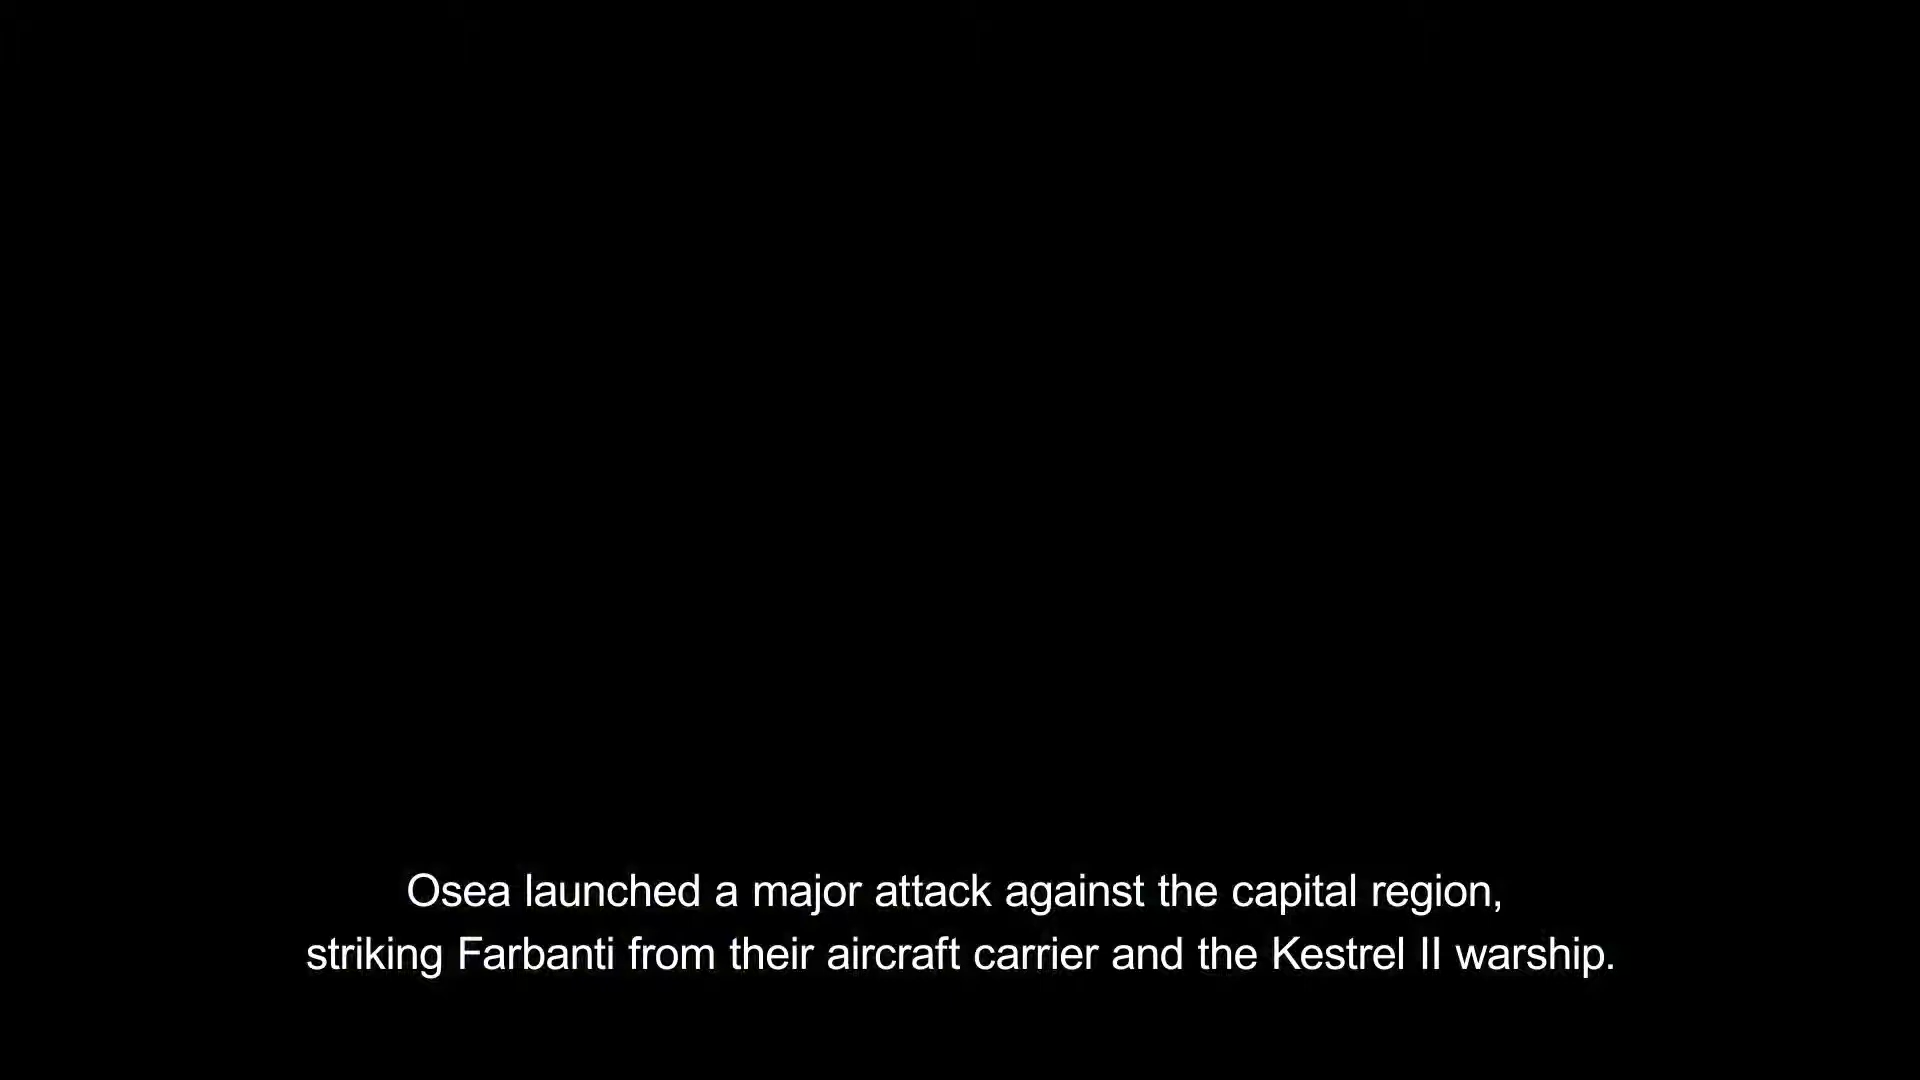 Osea launched a major attack against the capital region,
striking Farbanti from their aircraft carrier and the Kestrel II warship.